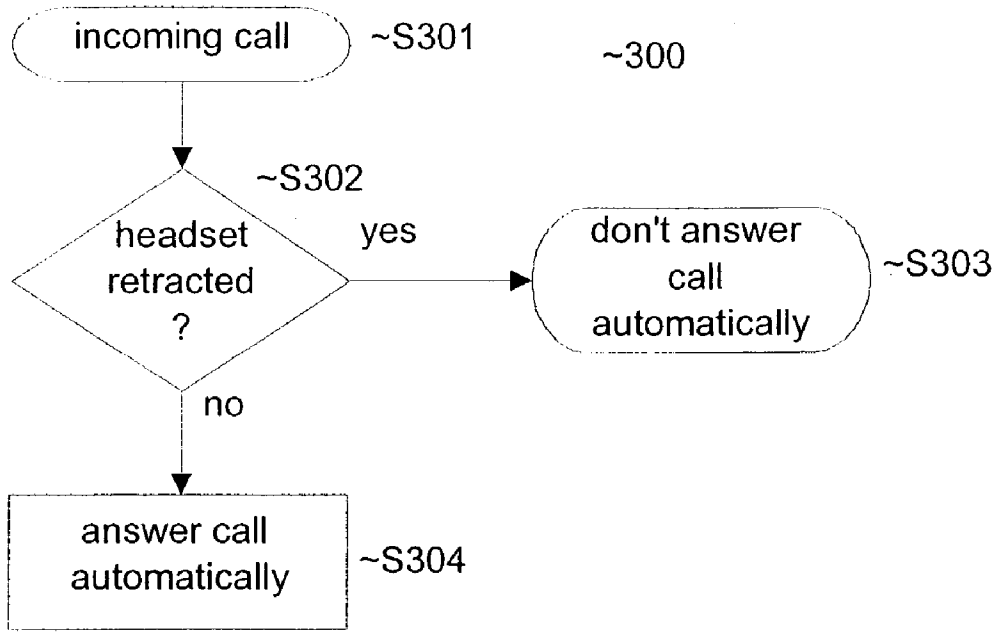 incoming call
~S301
~300
~S302
headset
retracted
?
yes
don't answer
call
automatically
~S303
no
answer call
automatically
~S304